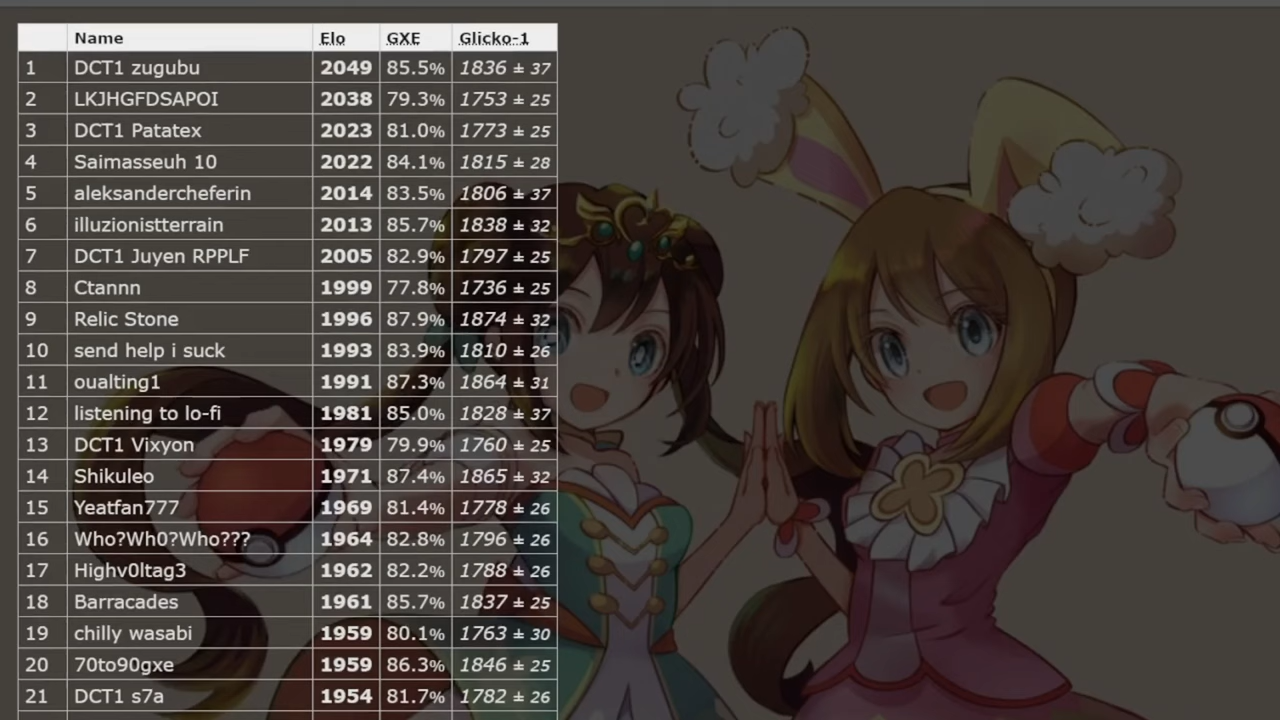 Name Elo GXE Glicko-1
1 DCT1 zugubu 2049 85.5% 1836 ± 37
2 LKJHGFDSAPOI 2038 79.3% 1753 ± 25
3 DCT1 Patatex 2023 81.0% 1773 ± 25
4 Saimasseuh 10 2022 84.1% 1815 ± 28
5 aleksandercheferin 2014 83.5% 1806 ± 37
6 illuzionistterrain 2013 85.7% 1838 ± 32
7 DCT1 Juyen RPPLF 2005 82.9% 1797 ± 25
8 Ctannn 1999 77.8% 1736 ± 25
9 Relic Stone 1996 87.9% 1874 ± 32
10 send help i suck 1993 83.9% 1810 ± 26
11 oualting1 1991 87.3% 1864 ± 31
12 listening to lo-fi 1981 85.0% 1828 ± 37
13 DCT1 Vixyon 1979 79.9% 1760 ± 25
14 Shikuleo 1971 87.4% 1865 ± 32
15 Yeatfan777 1969 81.4% 1778 ± 26
16 Who?Wh0?Who??? 1964 82.8% 1796 ± 26
17 Highv0ltag3 1962 82.2% 1788 ± 26
18 Barracades 1961 85.7% 1837 ± 25
19 chilly wasabi 1959 80.1% 1763 ± 30
20 70to90gxe 1959 86.3% 1846 ± 25
21 DCT1 s7a 1954 81.7% 1782 ± 26